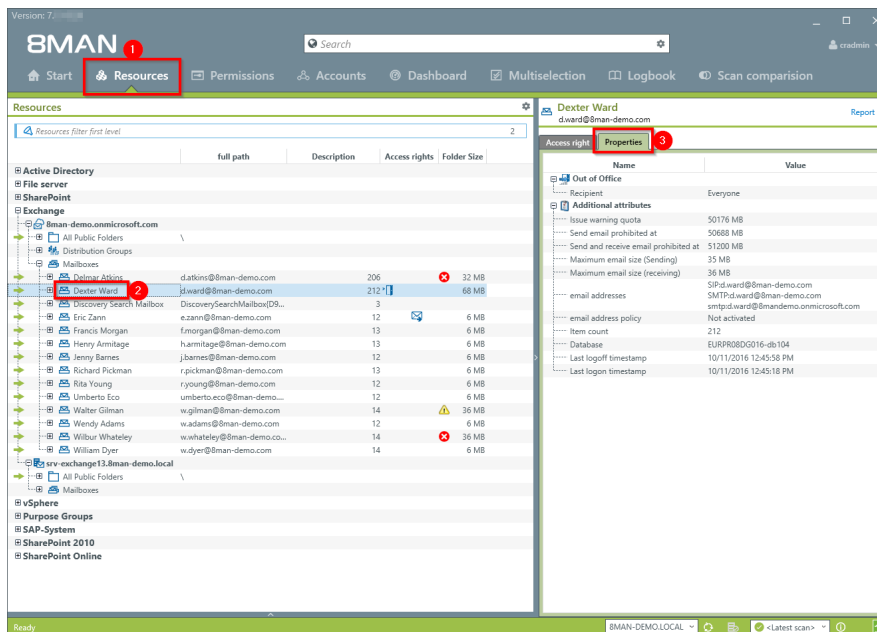 Version: 7.
8MAN
1
Search
cradmin
Start
Resources
Permissions
Accounts
Dashboard
Multiselection
Logbook
Scan comparision
Resources
Resources filter first level 2
full path Description Access rights Folder Size
Active Directory
File server
SharePoint
Exchange
8man-demo.onmicrosoft.com
All Public Folders \
Distribution Groups
Mailboxes
Delmar Atkins d.atkins@8man-demo.com 206 32 MB
Dexter Ward 2 d.ward@8man-demo.com 212 * 68 MB
Discovery Search Mailbox DiscoverySearchMailbox{D9... 3
Eric Zann e.zann@8man-demo.com 12 6 MB
Francis Morgan f.morgan@8man-demo.com 13 6 MB
Henry Armitage h.armitage@8man-demo.com 13 6 MB
Jenny Barnes j.barnes@8man-demo.com 12 6 MB
Richard Pickman r.pickman@8man-demo.com 13 6 MB
Rita Young r.young@8man-demo.com 12 6 MB
Umberto Eco umberto.eco@8man-demo.... 12 6 MB
Walter Gilman w.gilman@8man-demo.com 14 36 MB
Wendy Adams w.adams@8man-demo.com 12 6 MB
Wilbur Whateley w.whateley@8man-demo.co... 14 36 MB
William Dyer w.dyer@8man-demo.com 14 6 MB
srv-exchange13.8man-demo.local
All Public Folders \
Mailboxes
vSphere
Purpose Groups
SAP-System
SharePoint 2010
SharePoint Online
Dexter Ward
d.ward@8man-demo.com
Report
Access right Properties 3
Name Value
Out of Office
Recipient Everyone
Additional attributes
Issue warning quota 50176 MB
Send email prohibited at 50688 MB
Send and receive email prohibited at 51200 MB
Maximum email size (Sending) 35 MB
Maximum email size (receiving) 36 MB
SIP:d.ward@8man-demo.com
email addresses SMTP:d.ward@8man-demo.com
smtp:d.ward@8mandemo.onmicrosoft.com
email address policy Not activated
Item count 212
Database EURPR08DG016-db104
Last logoff timestamp 10/11/2016 12:45:58 PM
Last logon timestamp 10/11/2016 12:45:18 PM
Ready
8MAN-DEMO.LOCAL
<Latest scan>